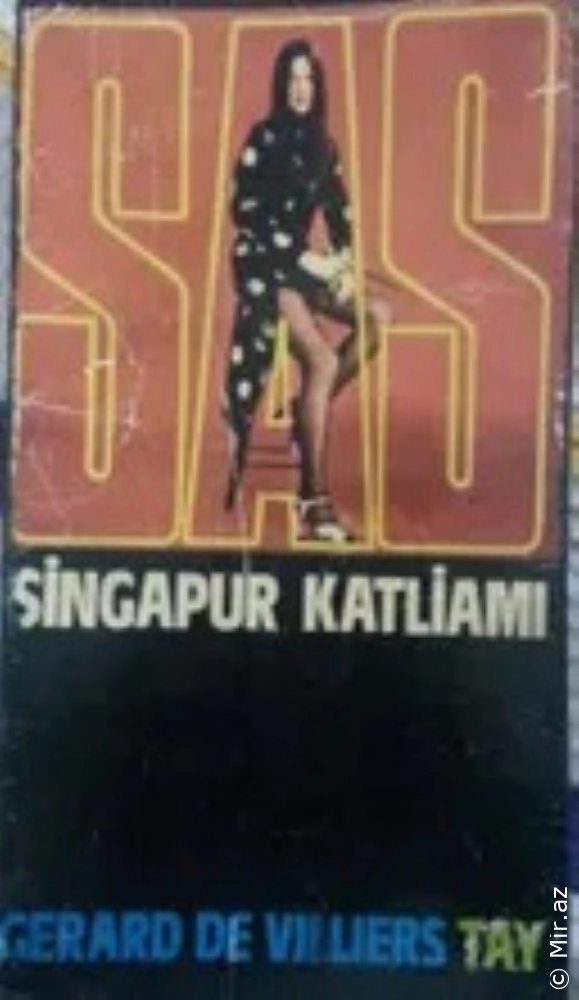 SAS
SİNGAPUR KATLİAMI
GERARD DE VILLIERS TAY
© Mir.az